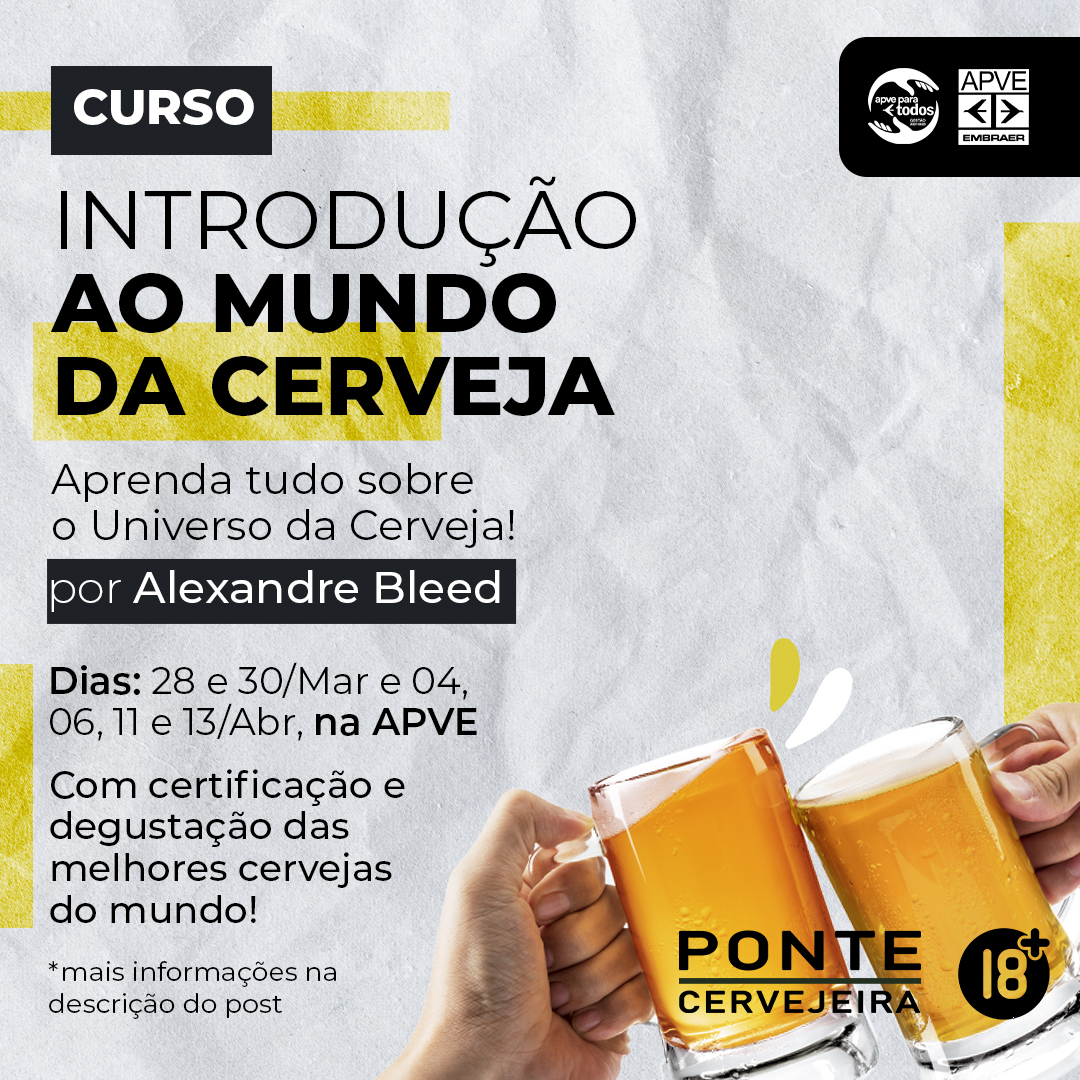 CURSO
apve para
todos
APVE
EMBRAER
INTRODUÇÃO
AO MUNDO
DA CERVEJA
Aprenda tudo sobre
o Universo da Cerveja!
por Alexandre Bleed
Dias: 28 e 30/Mar e 04,
06, 11 e 13/Abr, na APVE
Com certificação e
degustação das
melhores cervejas
do mundo!
*mais informações na
descrição do post
PONTE
CERVEJEIRA
18+